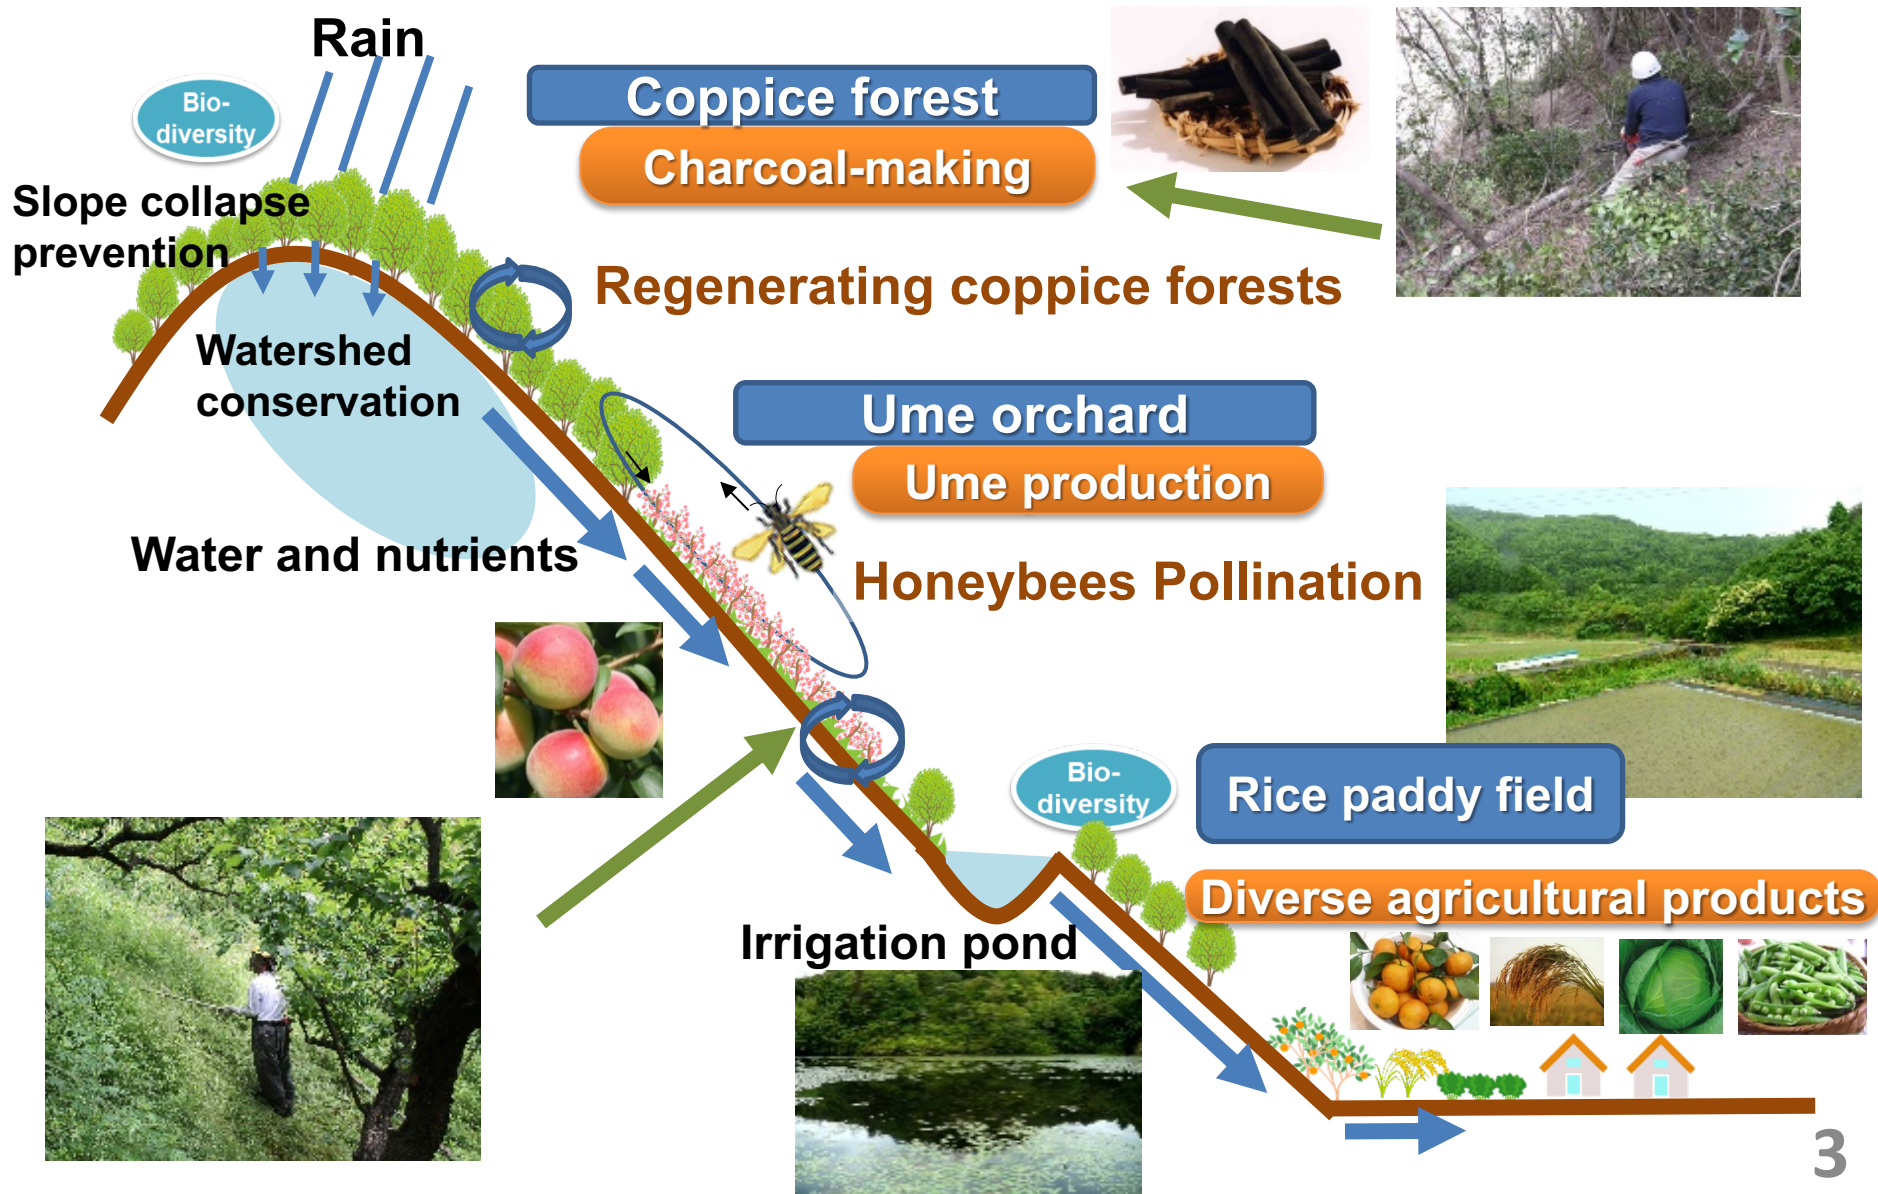 Rain
Bio-
diversity
Coppice forest
Charcoal-making
Slope collapse
prevention
Regenerating coppice forests
Watershed
conservation
Ume orchard
Ume production
Water and nutrients
Honeybees Pollination
Bio-
diversity
Rice paddy field
Diverse agricultural products
Irrigation pond
3